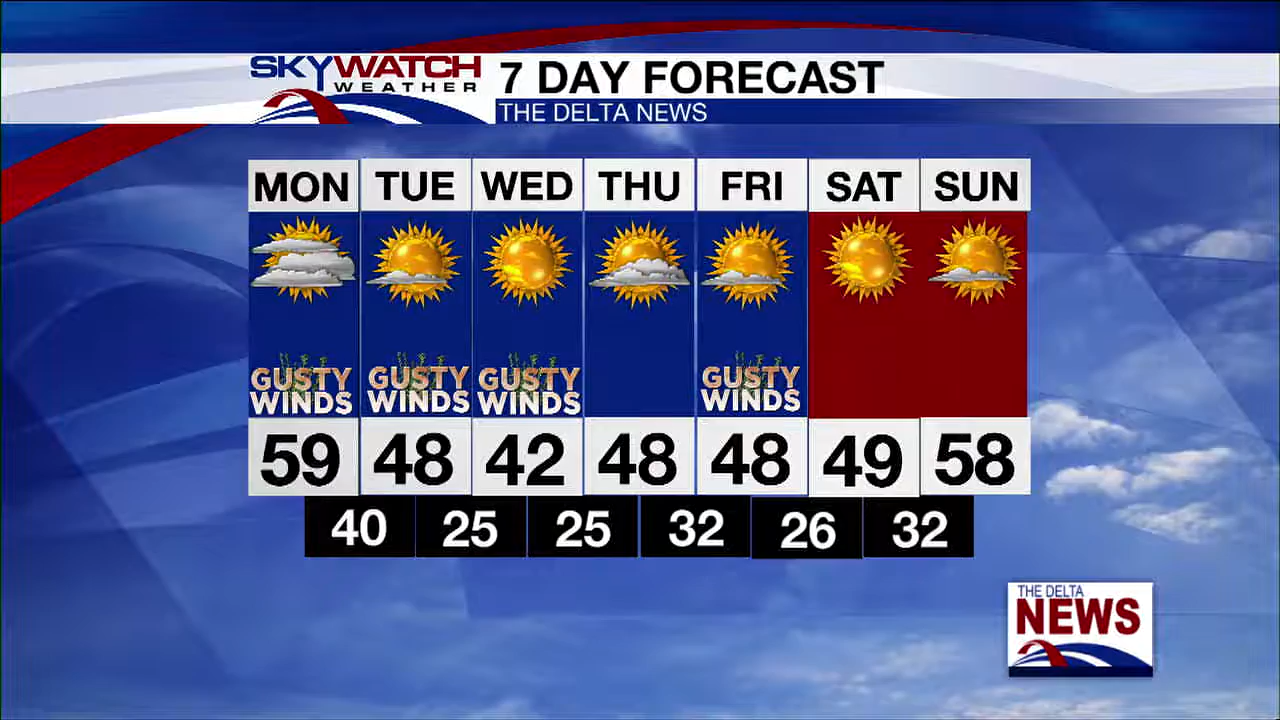 SKYWATCH
WEATHER
7 DAY FORECAST
THE DELTA NEWS
MON TUE WED THU FRI SAT SUN
GUSTY WINDS GUSTY WINDS GUSTY WINDS GUSTY WINDS
59 48 42 48 48 49 58
40 25 25 32 26 32
THE DELTA
NEWS